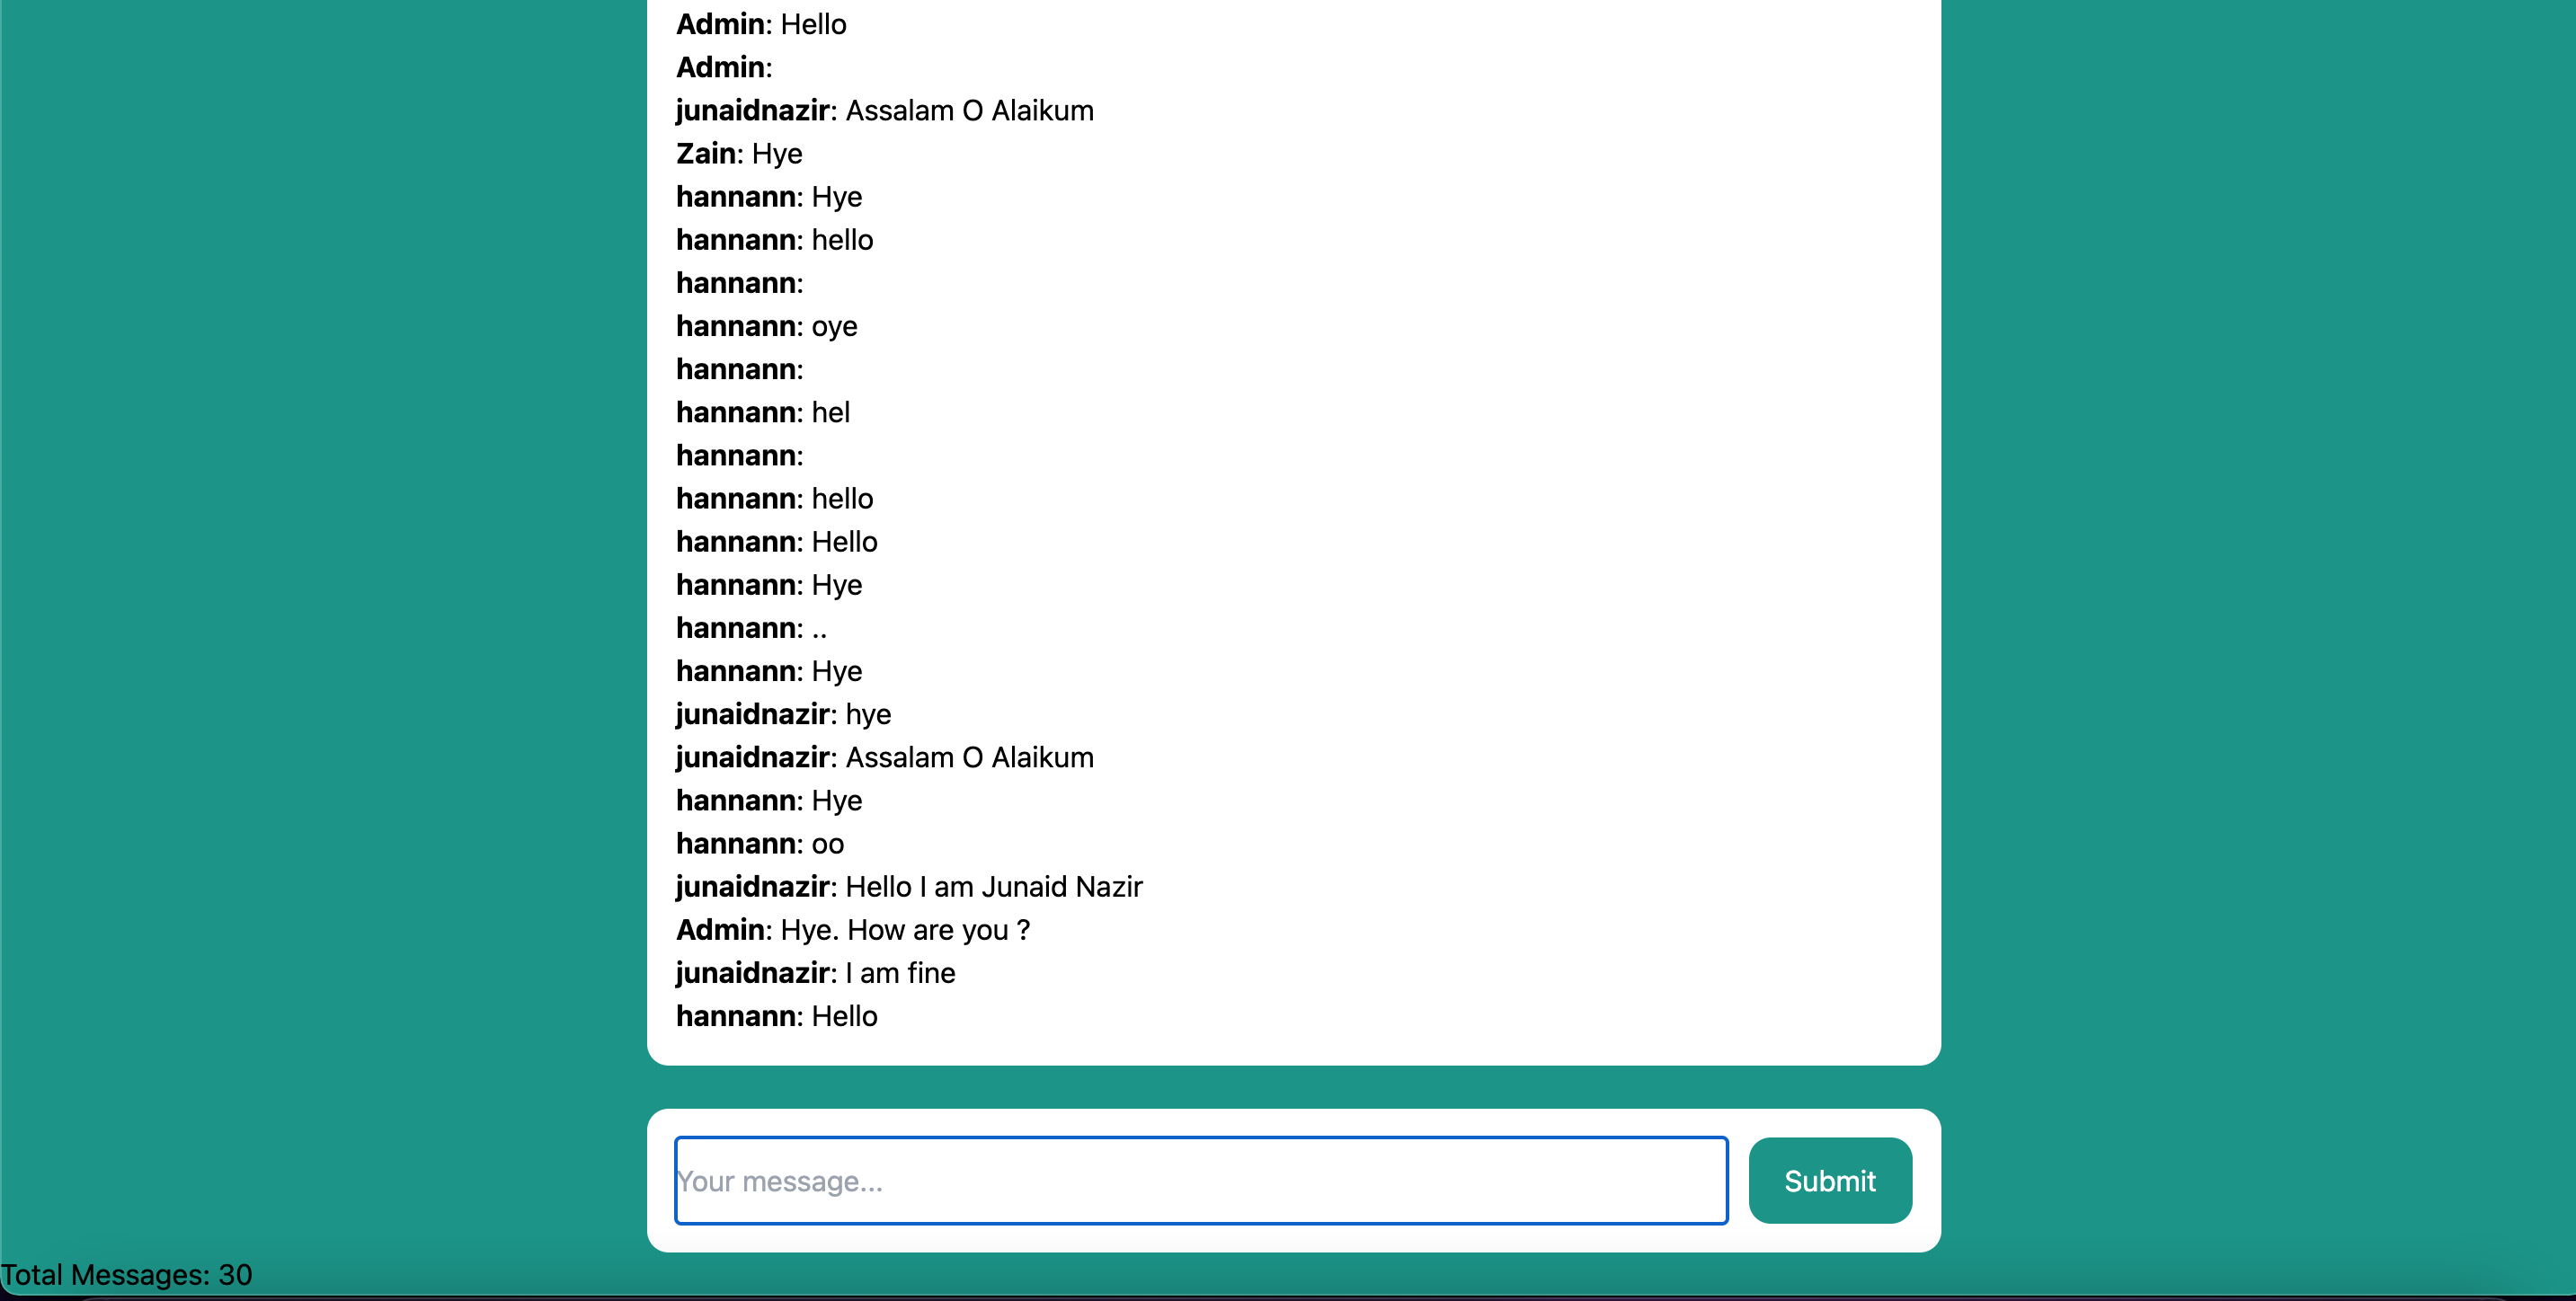 Admin: Hello
Admin:
junaidnazir: Assalam O Alaikum
Zain: Hye
hannann: Hye
hannann: hello
hannann:
hannann: oye
hannann:
hannann: hel
hannann:
hannann: hello
hannann: Hello
hannann: Hye
hannann: ..
hannann: Hye
junaidnazir: hye
junaidnazir: Assalam O Alaikum
hannann: Hye
hannann: oo
junaidnazir: Hello I am Junaid Nazir
Admin: Hye. How are you ?
junaidnazir: I am fine
hannann: Hello
Your message...
Submit
Total Messages: 30